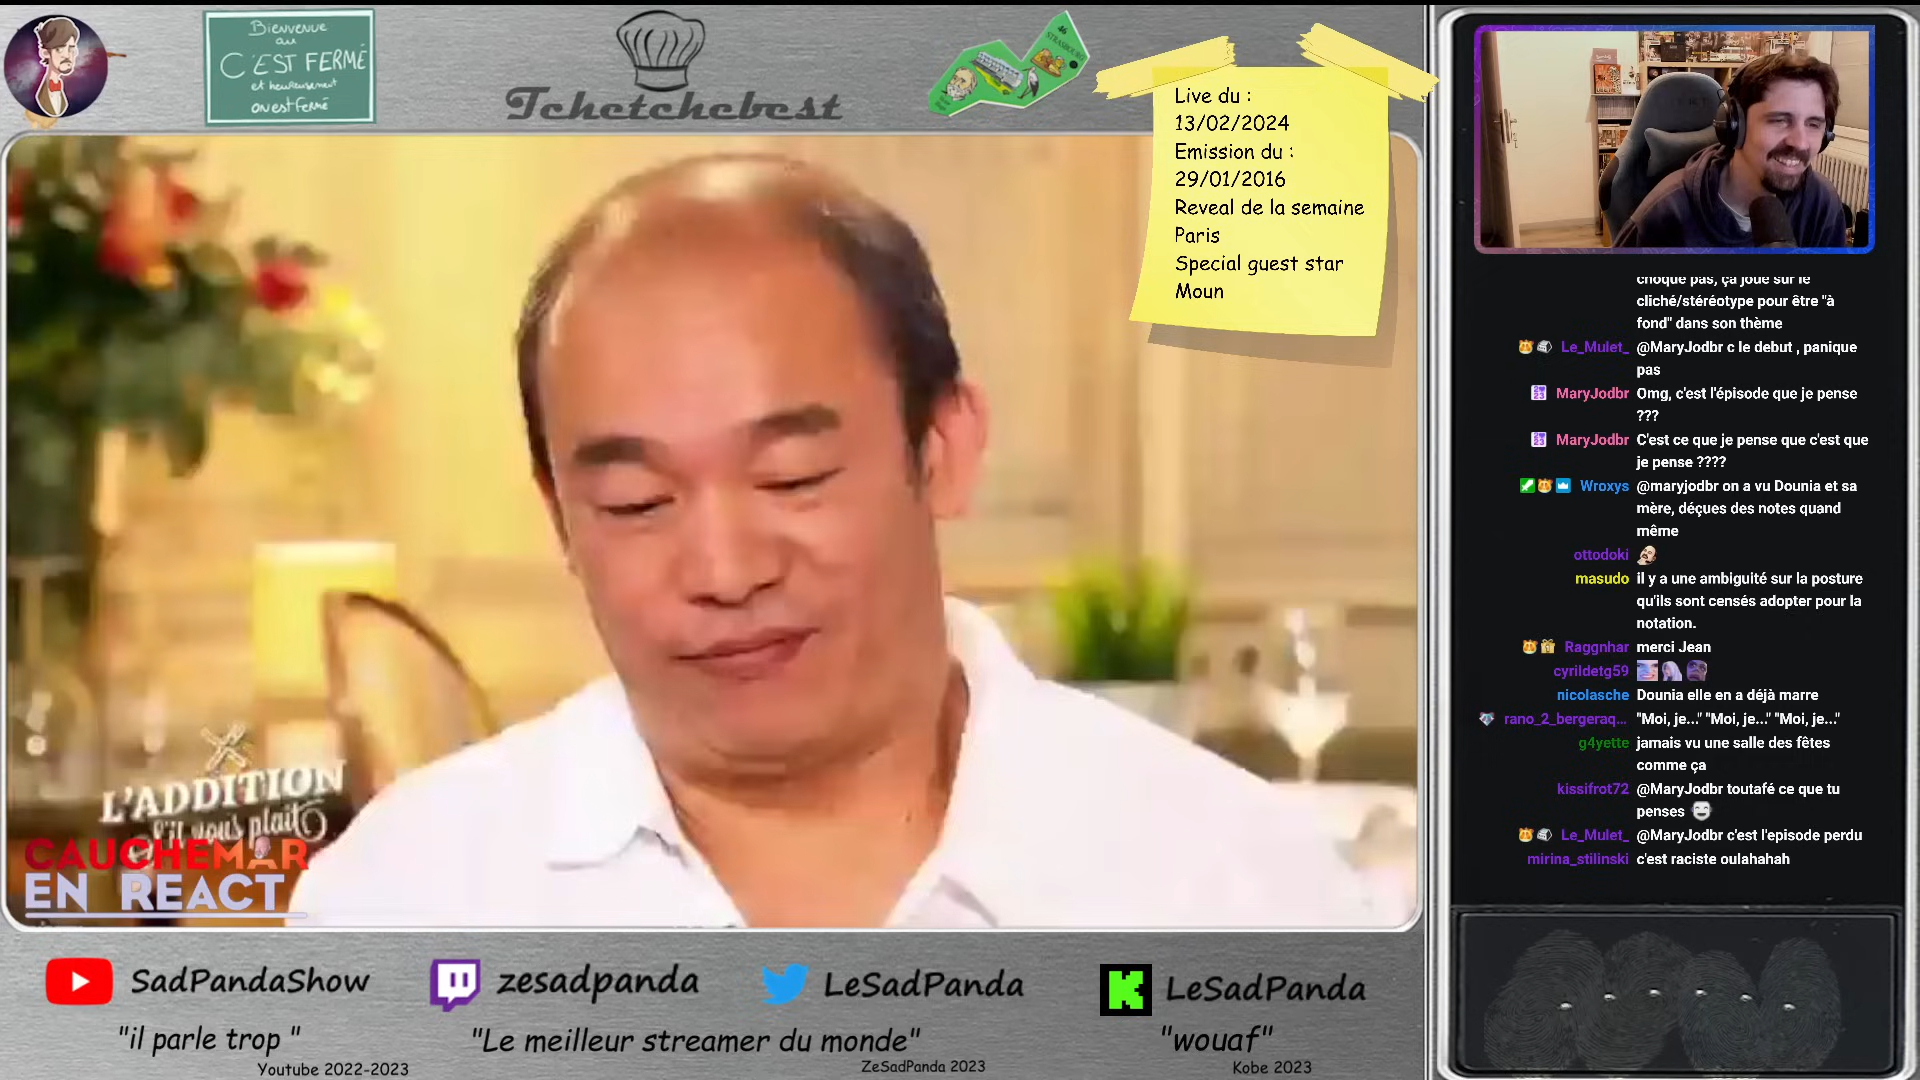 Bienvenue
au
C'EST FERMÉ
et heureusement
on est fermé
Tchetchebest
STRASBOURG
Live du :
13/02/2024
Emission du :
29/01/2016
Reveal de la semaine
Paris
Special guest star
Moun
choque pas, ça joue sur le
cliché/stéréotype pour être "à
fond" dans son thème
Le_Mulet_ @MaryJodbr c le debut , panique
pas
MaryJodbr Omg, c'est l'épisode que je pense
???
MaryJodbr C'est ce que je pense que c'est que
je pense ????
Wroxys @maryjodbr on a vu Dounia et sa
mère, déçues des notes quand
même
ottodoki
masudo il y a une ambiguité sur la posture
qu'ils sont censés adopter pour la
notation.
Raggnhar merci Jean
cyrildetg59
nicolasche Dounia elle en a déjà marre
rano_2_bergeraq... "Moi, je..." "Moi, je..." "Moi, je..."
g4yette jamais vu une salle des fêtes
comme ça
kissifrot72 @MaryJodbr toutafé ce que tu
penses
Le_Mulet_ @MaryJodbr c'est l'episode perdu
mirina_stilinski c'est raciste oulahahah
L'ADDITION
s'il vous plaît
CAUCHEMAR
EN REACT
SadPandaShow
"il parle trop "
Youtube 2022-2023
zesadpanda
LeSadPanda
"Le meilleur streamer du monde"
ZeSadPanda 2023
LeSadPanda
"wouaf"
Kobe 2023